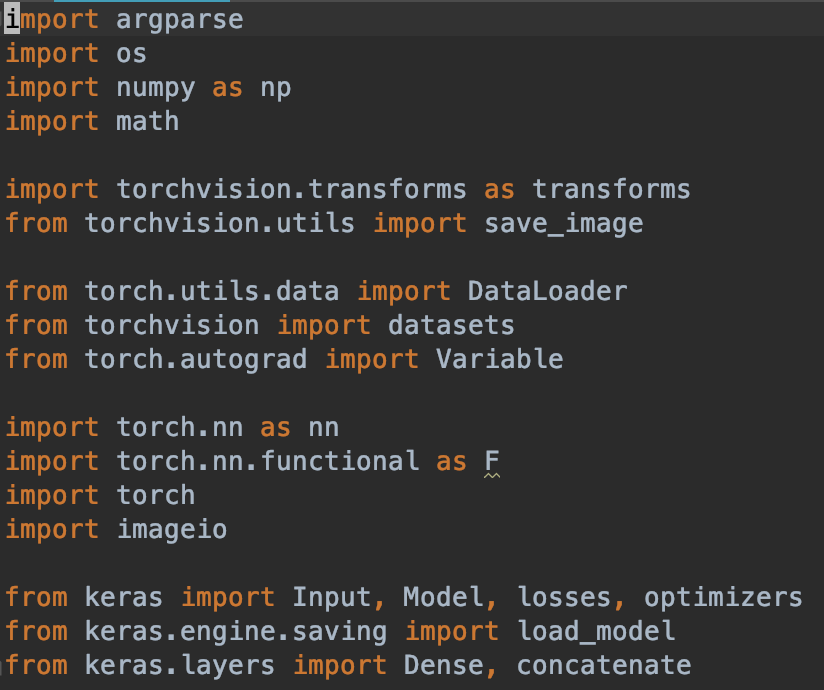 import argparse
import os
import numpy as np
import math
import torchvision.transforms as transforms
from torchvision.utils import save_image
from torch.utils.data import DataLoader
from torchvision import datasets
from torch.autograd import Variable
import torch.nn as nn
import torch.nn.functional as F
import torch
import imageio
from keras import Input, Model, losses, optimizers
from keras.engine.saving import load_model
from keras.layers import Dense, concatenate